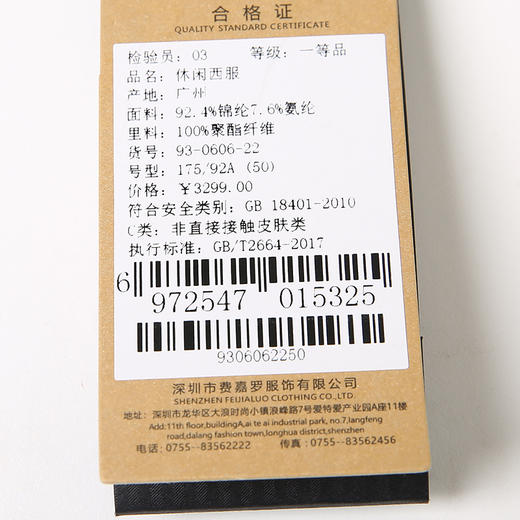 合格证
QUALITY STANDARD CERTIFICATE
检验员: 03 等级: 一等品
品名: 休闲西服
产地: 广州
面料: 92.4%锦纶7.6%氨纶
里料: 100%聚酯纤维
货号: 93-0606-22
号型: 175/92A (50)
价格: ￥3299.00
符合安全类别: GB 18401-2010
C类: 非直接接触皮肤类
执行标准: GB/T2664-2017
6 972547 015325
9306062250
深圳市费嘉罗服饰有限公司
SHENZHEN FEIJIALUO CLOTHING CO.,LTD.
地址: 深圳市龙华区大浪时尚小镇浪峰路7号爱特爱产业园A座11楼
Add:11th floor,buildingA,ai te ai industrial park, no.7,langfeng
road,dalang fashion town,longhua district,shenzhen
电话: 0755--83562222 传真: 0755--83562456